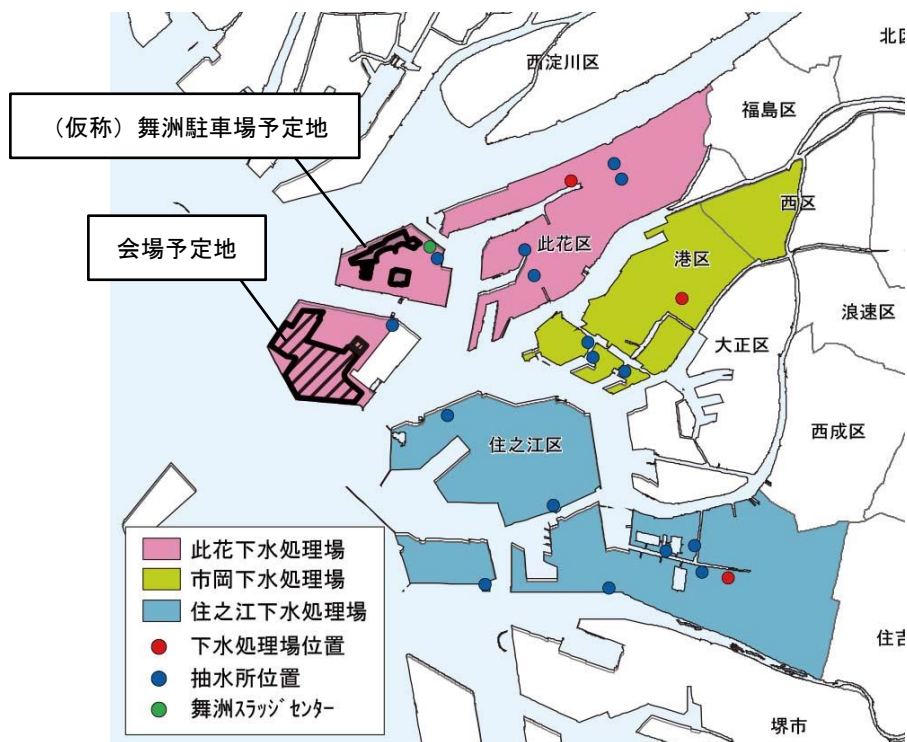 北区
西淀川区
福島区
（仮称）舞洲駐車場予定地
西区
此花区
会場予定地
港区
浪速区
大正区
西成区
住之江区
此花下水処理場
市岡下水処理場
住之江下水処理場
下水処理場位置
抽水所位置
舞洲ｽﾗｯｼﾞｾﾝﾀｰ
住吉
堺市